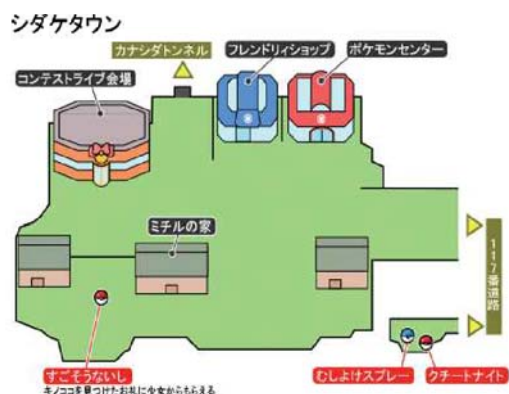 シダケタウン
カナシダトンネル
フレンドリィショップ
ポケモンセンター
コンテストライブ会場
ミチルの家
117番道路
すごそうないし
キノココを見つけたお礼に少女からもらえる
むしよけスプレー
クチートナイト